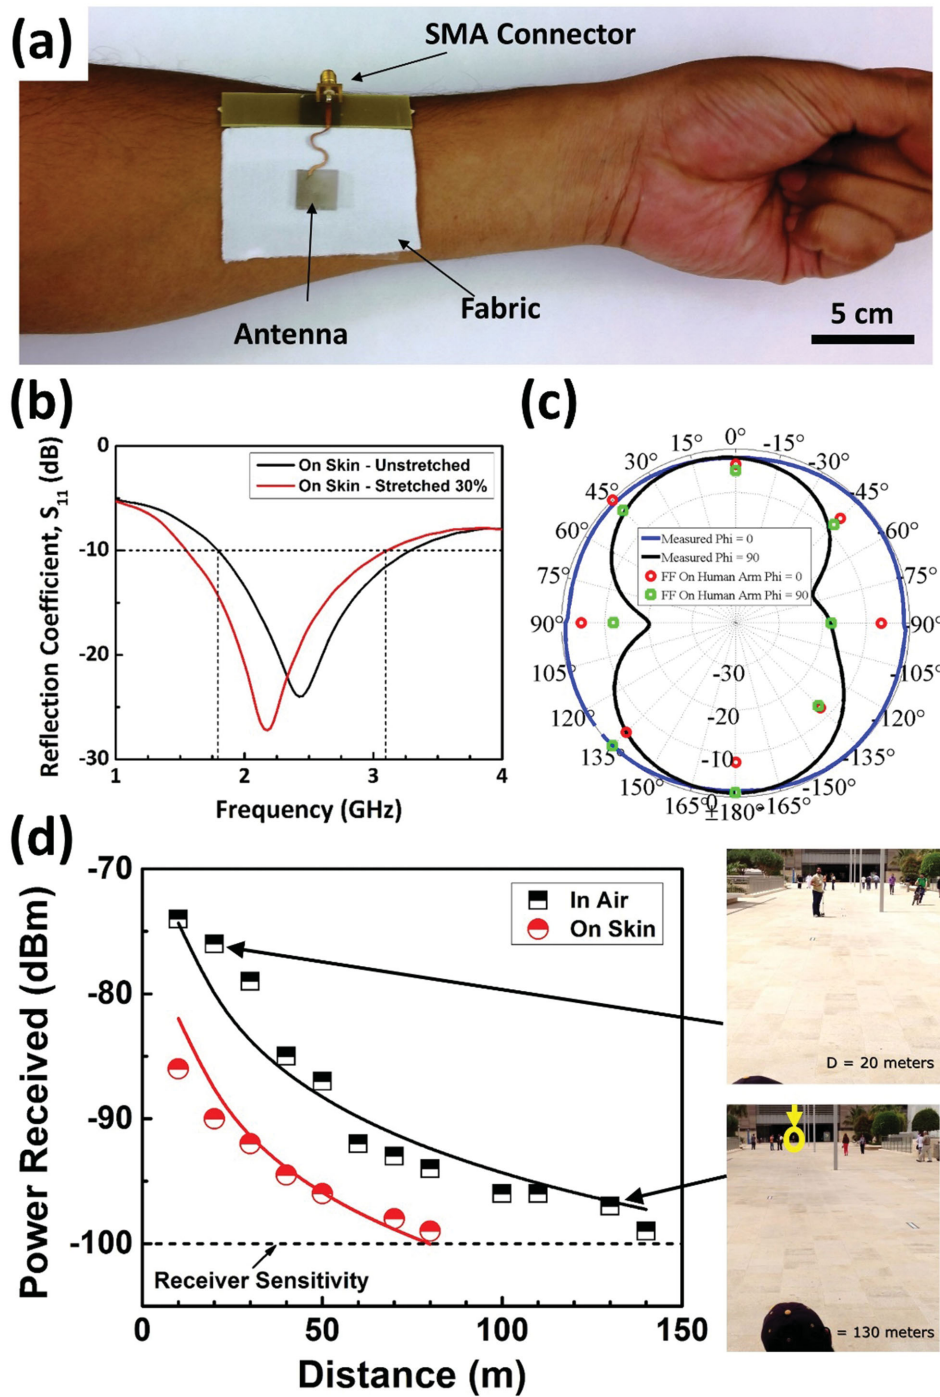 (a)
SMA Connector
Antenna
Fabric
5 cm
(b)
Reflection Coefficient, S11 (dB)
0
-10
-20
-30
1
2
3
4
Frequency (GHz)
On Skin - Unstretched
On Skin - Stretched 30%
(c)
0°
15°
-15°
30°
-30°
45°
-45°
60°
-60°
75°
-75°
90°
-90°
105°
-105°
120°
-120°
135°
-135°
150°
-150°
165°
-165°
±180°
-30
-20
-10
0
Measured Phi = 0
Measured Phi = 90
FF On Human Arm Phi = 0
FF On Human Arm Phi = 90
(d)
Power Received (dBm)
-70
-80
-90
-100
0
50
100
150
Distance (m)
In Air
On Skin
Receiver Sensitivity
D = 20 meters
= 130 meters